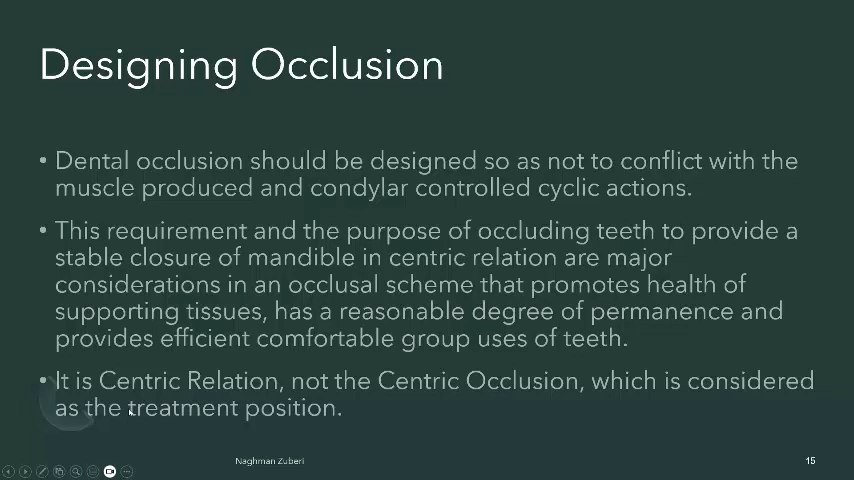 Designing Occlusion
• Dental occlusion should be designed so as not to conflict with the
muscle produced and condylar controlled cyclic actions.
• This requirement and the purpose of occluding teeth to provide a
stable closure of mandible in centric relation are major
considerations in an occlusal scheme that promotes health of
supporting tissues, has a reasonable degree of permanence and
provides efficient comfortable group uses of teeth.
• It is Centric Relation, not the Centric Occlusion, which is considered
as the treatment position.
Naghman Zuberi
15